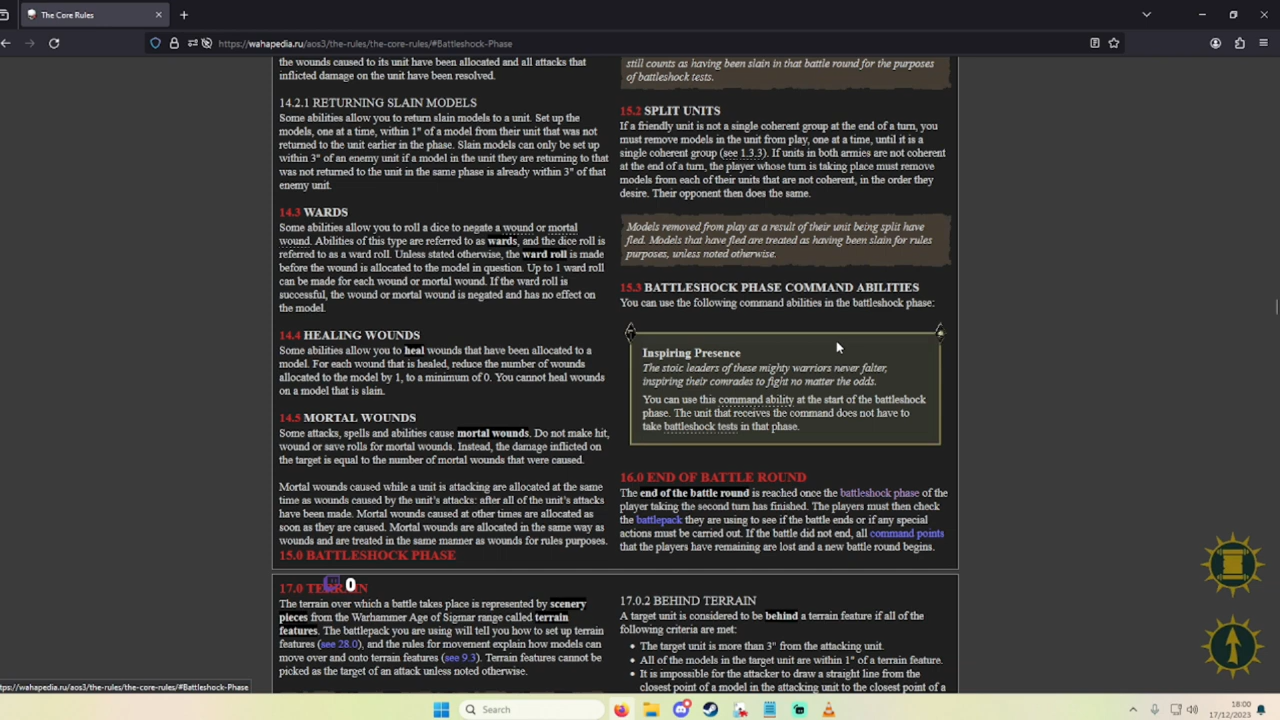 The Core Rules
https://wahapedia.ru/aos3/the-rules/the-core-rules/#Battleshock-Phase
the wounds caused to its unit have been allocated and all attacks that
inflicted damage on the unit have been resolved.
14.2.1 RETURNING SLAIN MODELS
Some abilities allow you to return slain models to a unit. Set up the
models, one at a time, within 1" of a model from their unit that was not
returned to the unit earlier in the phase. Slain models can only be set up
within 3" of an enemy unit if a model in the unit they are returning to that
was not returned to the unit in the same phase is already within 3" of that
enemy unit.
14.3 WARDS
Some abilities allow you to roll a dice to negate a wound or mortal
wound. Abilities of this type are referred to as wards, and the dice roll is
referred to as a ward roll. Unless stated otherwise, the ward roll is made
before the wound is allocated to the model in question. Up to 1 ward roll
can be made for each wound or mortal wound. If the ward roll is
successful, the wound or mortal wound is negated and has no effect on
the model.
14.4 HEALING WOUNDS
Some abilities allow you to heal wounds that have been allocated to a
model. For each wound that is healed, reduce the number of wounds
allocated to the model by 1, to a minimum of 0. You cannot heal wounds
on a model that is slain.
14.5 MORTAL WOUNDS
Some attacks, spells and abilities cause mortal wounds. Do not make hit,
wound or save rolls for mortal wounds. Instead, the damage inflicted on
the target is equal to the number of mortal wounds that were caused.
Mortal wounds caused while a unit is attacking are allocated at the same
time as wounds caused by the unit's attacks: after all of the unit's attacks
have been made. Mortal wounds caused at other times are allocated as
soon as they are caused. Mortal wounds are allocated in the same way as
wounds and are treated in the same manner as wounds for rules purposes.
15.0 BATTLESHOCK PHASE
still counts as having been slain in that battle round for the purposes
of battleshock tests.
15.2 SPLIT UNITS
If a friendly unit is not a single coherent group at the end of a turn, you
must remove models in the unit from play, one at a time, until it is a
single coherent group (see 1.3.3). If units in both armies are not coherent
at the end of a turn, the player whose turn is taking place must remove
models from each of their units that are not coherent, in the order they
desire. Their opponent then does the same.
Models removed from play as a result of their unit being split have
fled. Models that have fled are treated as having been slain for rules
purposes, unless noted otherwise.
15.3 BATTLESHOCK PHASE COMMAND ABILITIES
You can use the following command abilities in the battleshock phase:
Inspiring Presence
The stoic leaders of these mighty warriors never falter,
inspiring their comrades to fight no matter the odds.
You can use this command ability at the start of the battleshock
phase. The unit that receives the command does not have to
take battleshock tests in that phase.
16.0 END OF BATTLE ROUND
The end of the battle round is reached once the battleshock phase of the
player taking the second turn has finished. The players must then check
the battlepack they are using to see if the battle ends or if any special
actions must be carried out. If the battle did not end, all command points
that the players have remaining are lost and a new battle round begins.
17.0 TERRAIN
0
The terrain over which a battle takes place is represented by scenery
pieces from the Warhammer Age of Sigmar range called terrain
features. The battlepack you are using will tell you how to set up terrain
features (see 28.0), and the rules for movement explain how models can
move over and onto terrain features (see 9.3). Terrain features cannot be
picked as the target of an attack unless noted otherwise.
17.0.2 BEHIND TERRAIN
A target unit is considered to be behind a terrain feature if all of the
following criteria are met:
• The target unit is more than 3" from the attacking unit.
• All of the models in the target unit are within 1" of a terrain feature.
• It is impossible for the attacker to draw a straight line from the
closest point of a model in the attacking unit to the closest point of a
ps://wahapedia.ru/aos3/the-rules/the-core-rules/#Battleshock-Phase
Search
18:00
17/12/2023